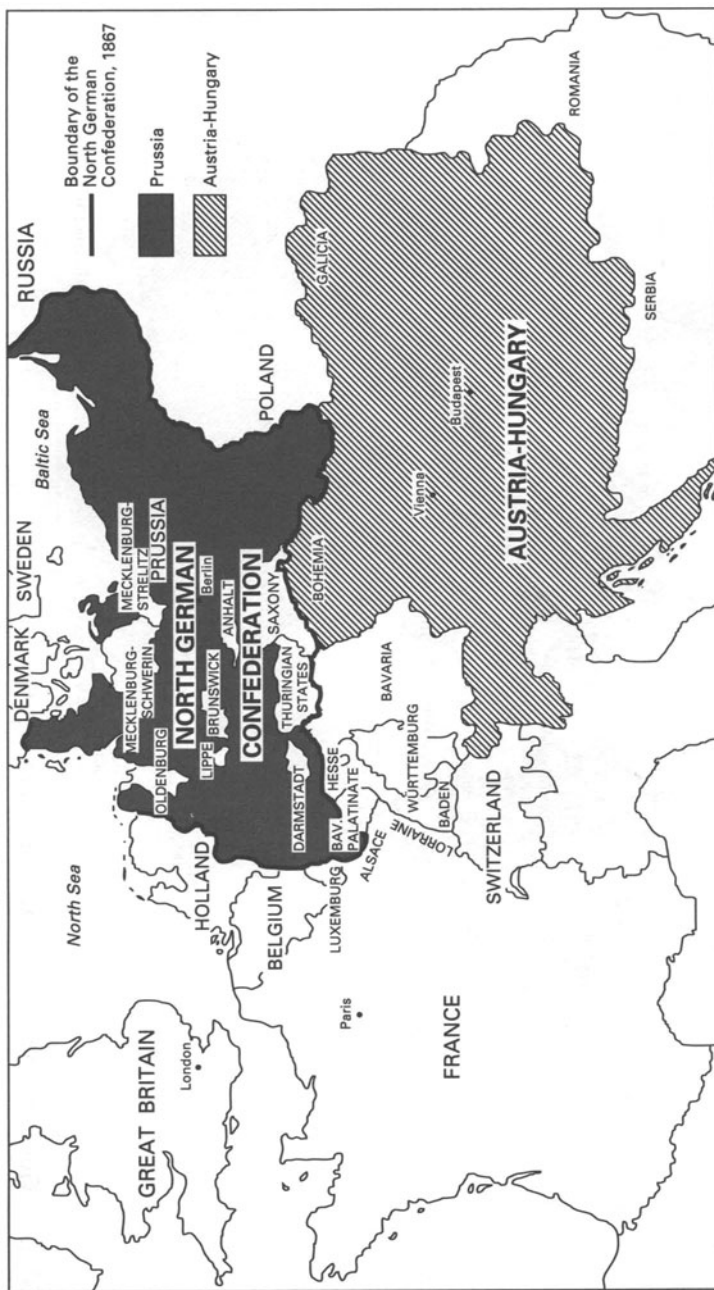 Boundary of the
North German
Confederation, 1867
Prussia
Austria-Hungary
North Sea
Baltic Sea
DENMARK
SWEDEN
RUSSIA
GREAT BRITAIN
London
HOLLAND
BELGIUM
LUXEMBURG
OLDENBURG
MECKLENBURG-
SCHWERIN
MECKLENBURG-
STRELITZ
PRUSSIA
NORTH GERMAN
CONFEDERATION
Berlin
LIPPE
BRUNSWICK
ANHALT
SAXONY
THURINGIAN
STATES
DARMSTADT
HESSE
BAV.
PALATINATE
ALSACE
LORRAINE
WÜRTTEMBURG
BADEN
BAVARIA
BOHEMIA
POLAND
GALICIA
Paris
FRANCE
SWITZERLAND
Vienna
Budapest
AUSTRIA-HUNGARY
SERBIA
ROMANIA